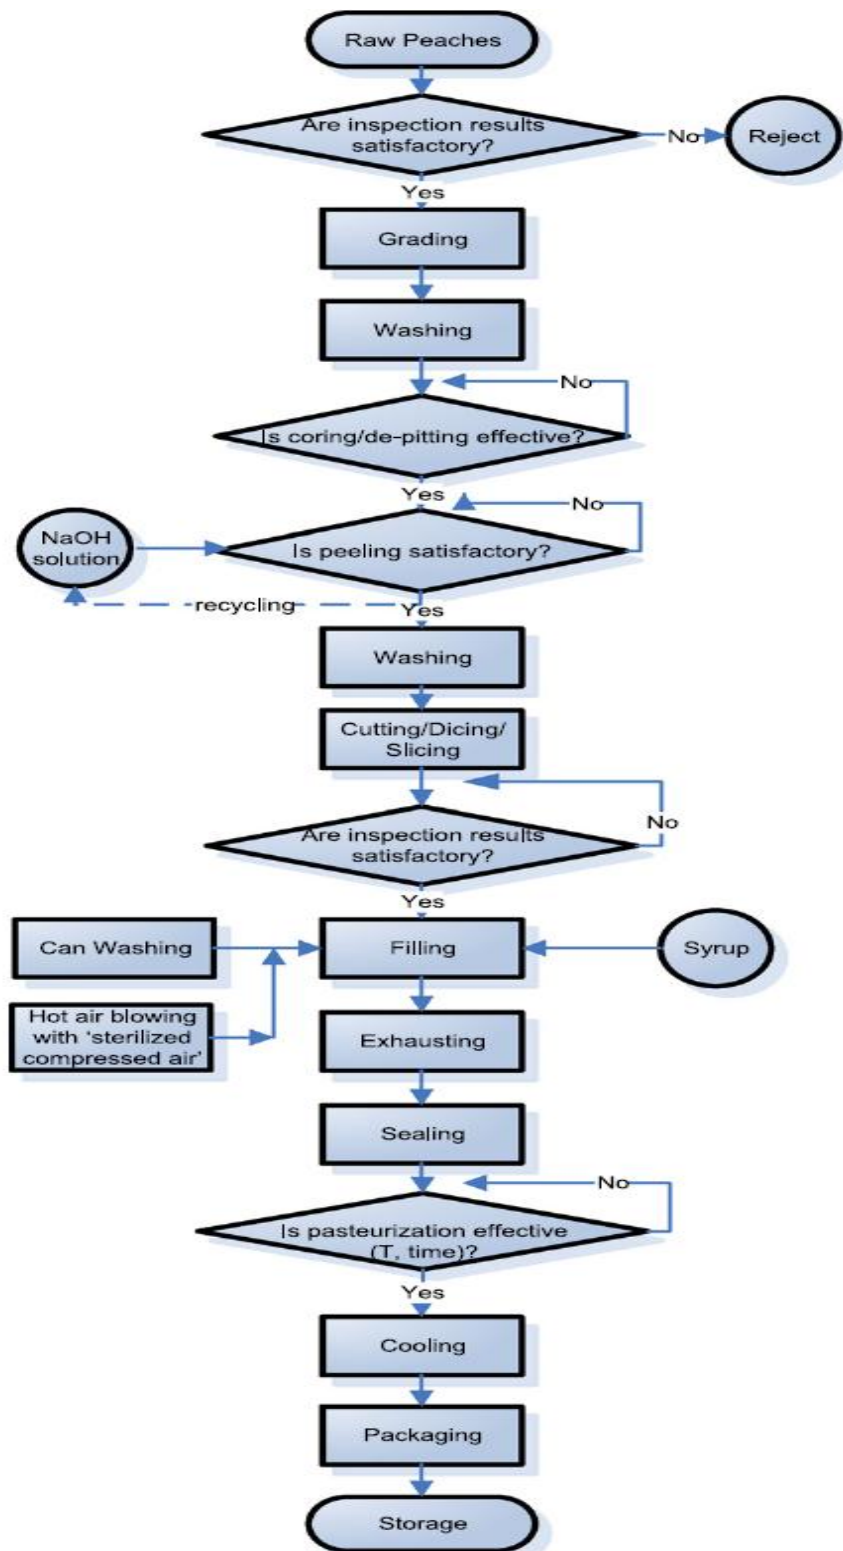 Raw Peaches
Are inspection results
satisfactory?
No
Reject
Yes
Grading
Washing
No
Is coring/de-pitting effective?
Yes
No
NaOH
solution
Is peeling satisfactory?
recycling
Yes
Washing
Cutting/Dicing/
Slicing
No
Are inspection results
satisfactory?
Yes
Can Washing
Filling
Syrup
Hot air blowing
with ‘sterilized
compressed air’
Exhausting
Sealing
No
Is pasteurization effective
(T, time)?
Yes
Cooling
Packaging
Storage